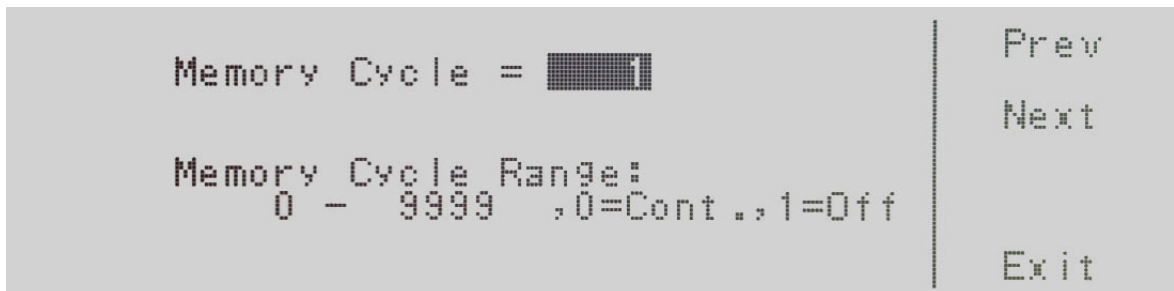 Memory Cycle = 1
Memory Cycle Range:
0 - 9999 ,0=Cont.,1=Off
Prev
Next
Exit